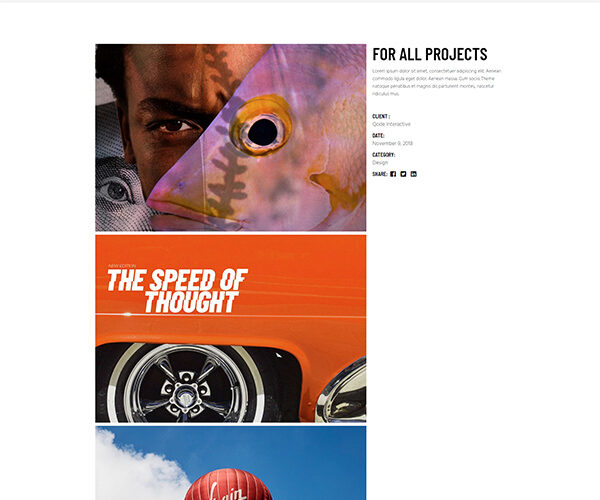 FOR ALL PROJECTS
Lorem ipsum dolor sit amet, consectetuer adipiscing elit. Aenean
commodo ligula eget dolor. Aenean massa. Cum sociis Theme
natoque penatibus et magnis dis parturient montes, nascetur
ridiculus mus.
CLIENT :
Qode Interactive
DATE:
November 9, 2018
CATEGORY:
Design
SHARE:
NEW EDITION
THE SPEED OF
THOUGHT